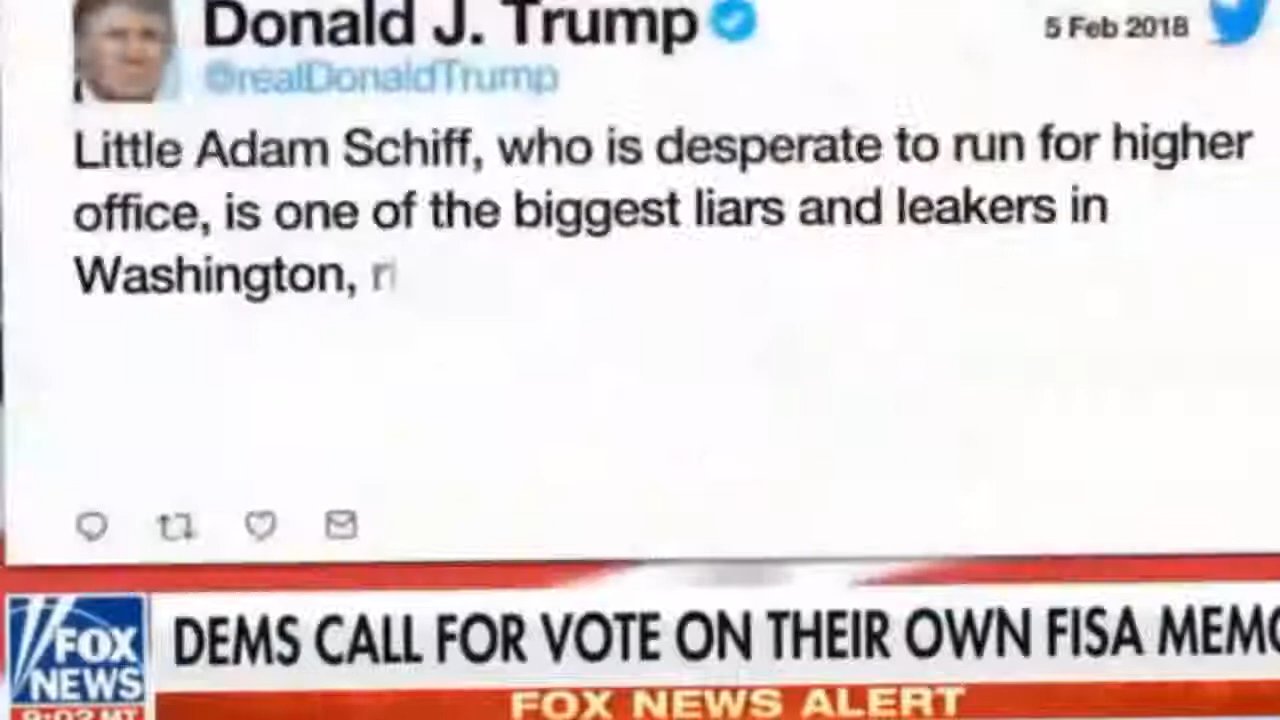 Donald J. Trump
5 Feb 2018
@realDonaldTrump
Little Adam Schiff, who is desperate to run for higher
office, is one of the biggest liars and leakers in
Washington, ri
FOX
NEWS
DEMS CALL FOR VOTE ON THEIR OWN FISA MEMO
FOX NEWS ALERT